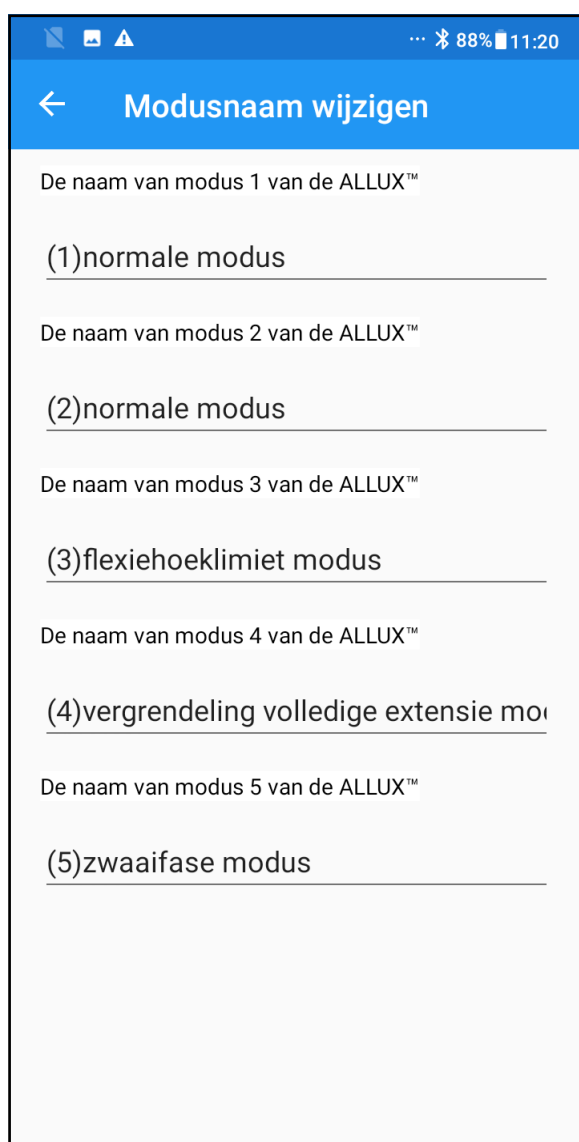 ... 88% 11:20
Modusnaam wijzigen
De naam van modus 1 van de ALLUX™
(1)normale modus
De naam van modus 2 van de ALLUX™
(2)normale modus
De naam van modus 3 van de ALLUX™
(3)flexiehoeklimiet modus
De naam van modus 4 van de ALLUX™
(4)vergrendeling volledige extensie
De naam van modus 5 van de ALLUX™
(5)zwaaifase modus